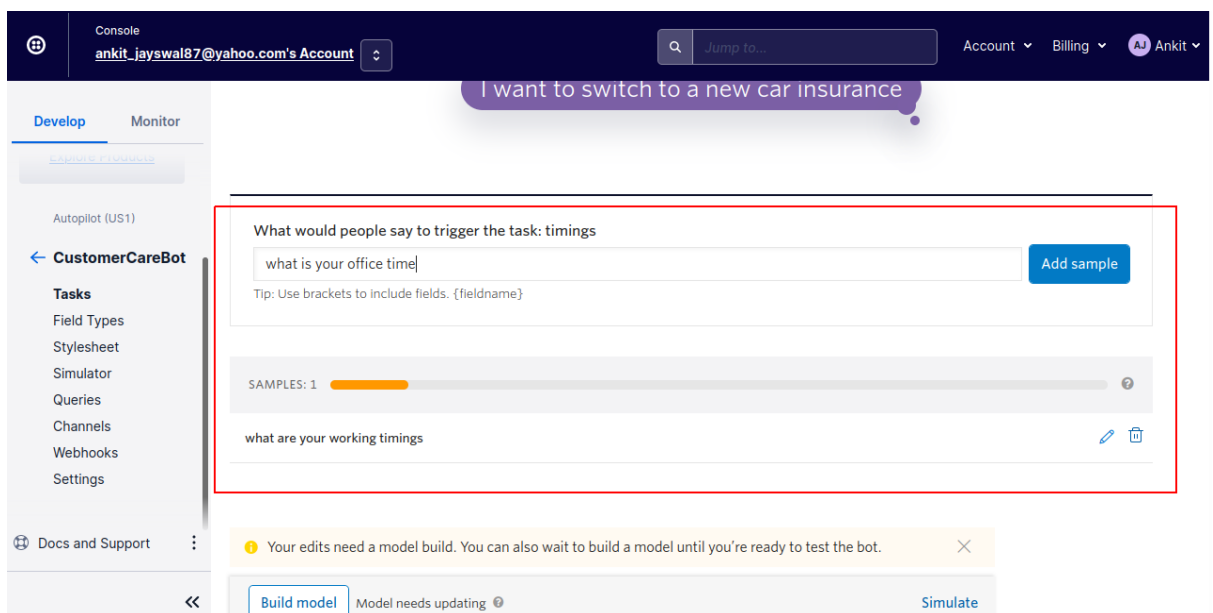 Console
ankit_jayswal87@yahoo.com's Account
Jump to...
Account
Billing
AJ Ankit
I want to switch to a new car insurance
Develop Monitor
Explore Products
Autopilot (US1)
CustomerCareBot
Tasks
Field Types
Stylesheet
Simulator
Queries
Channels
Webhooks
Settings
Docs and Support
What would people say to trigger the task: timings
what is your office time
Add sample
Tip: Use brackets to include fields. {fieldname}
SAMPLES: 1
what are your working timings
Your edits need a model build. You can also wait to build a model until you're ready to test the bot.
Build model Model needs updating
Simulate